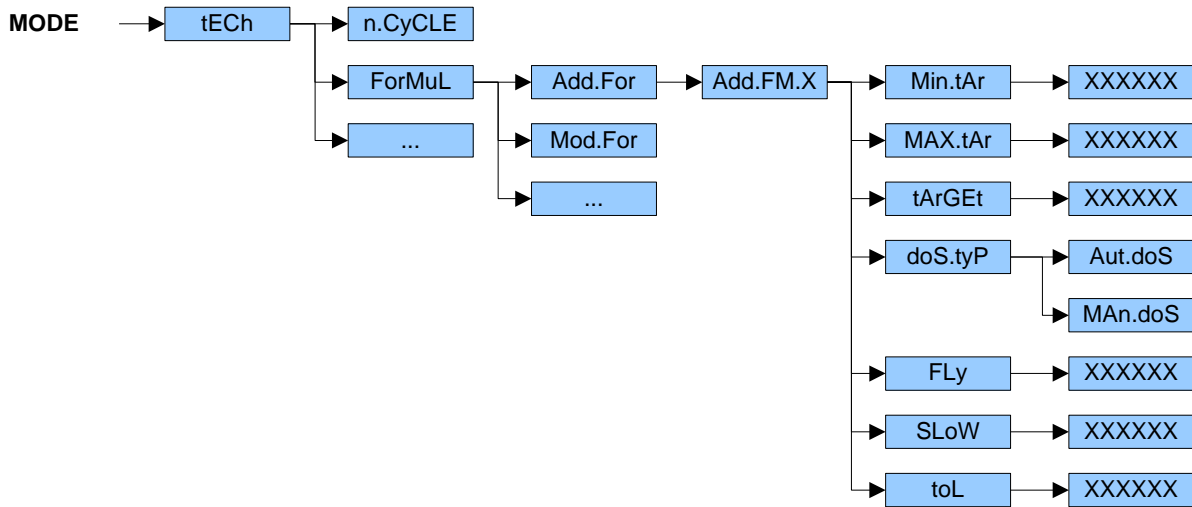 MODE tECh n.CyCLE
ForMuL Add.For Add.FM.X Min.tAr XXXXXX
... Mod.For MAX.tAr XXXXXX
... tArGEt XXXXXX
doS.tyP Aut.doS
MAn.doS
FLy XXXXXX
SLoW XXXXXX
toL XXXXXX